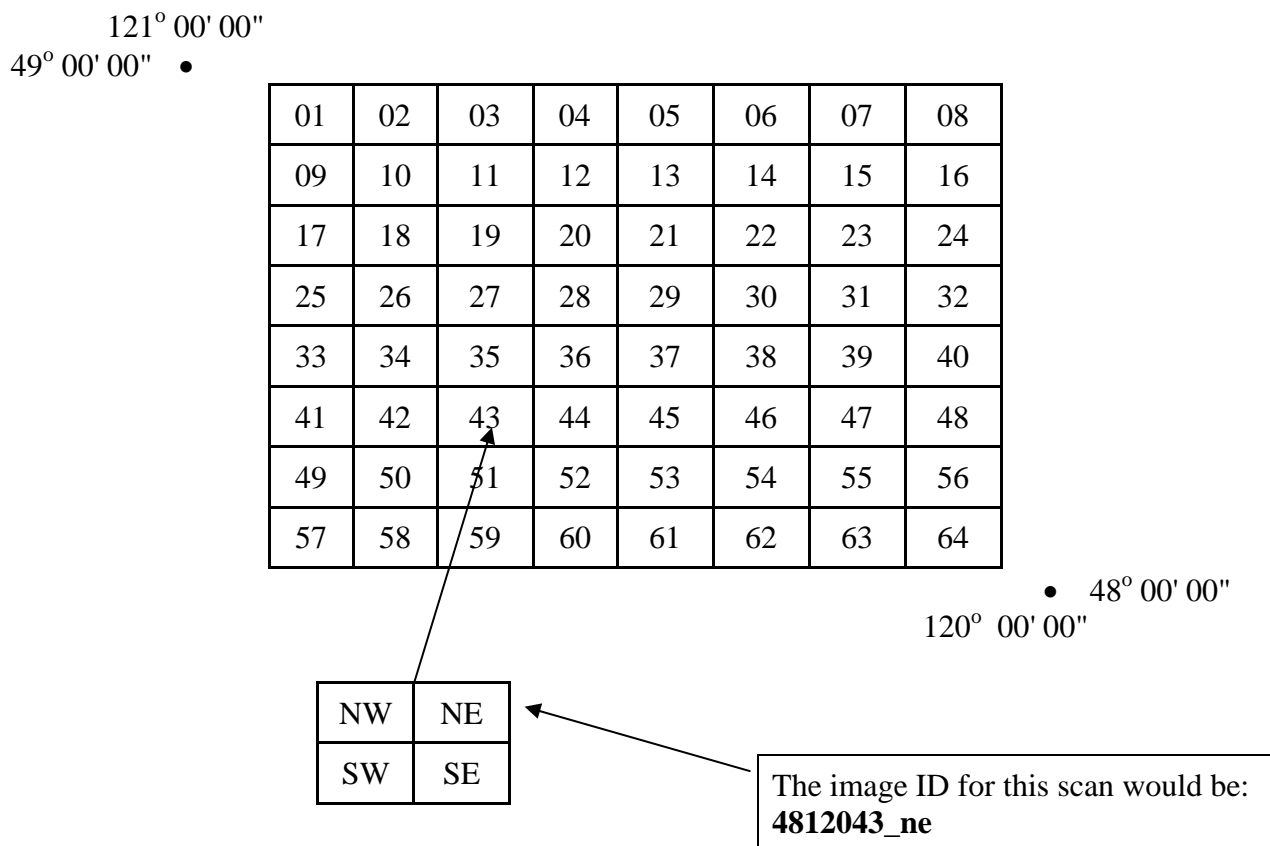 121° 00' 00"
49° 00' 00" •
01 02 03 04 05 06 07 08
09 10 11 12 13 14 15 16
17 18 19 20 21 22 23 24
25 26 27 28 29 30 31 32
33 34 35 36 37 38 39 40
41 42 43 44 45 46 47 48
49 50 51 52 53 54 55 56
57 58 59 60 61 62 63 64
• 48° 00' 00"
120° 00' 00"
NW NE
SW SE
The image ID for this scan would be:
4812043_ne